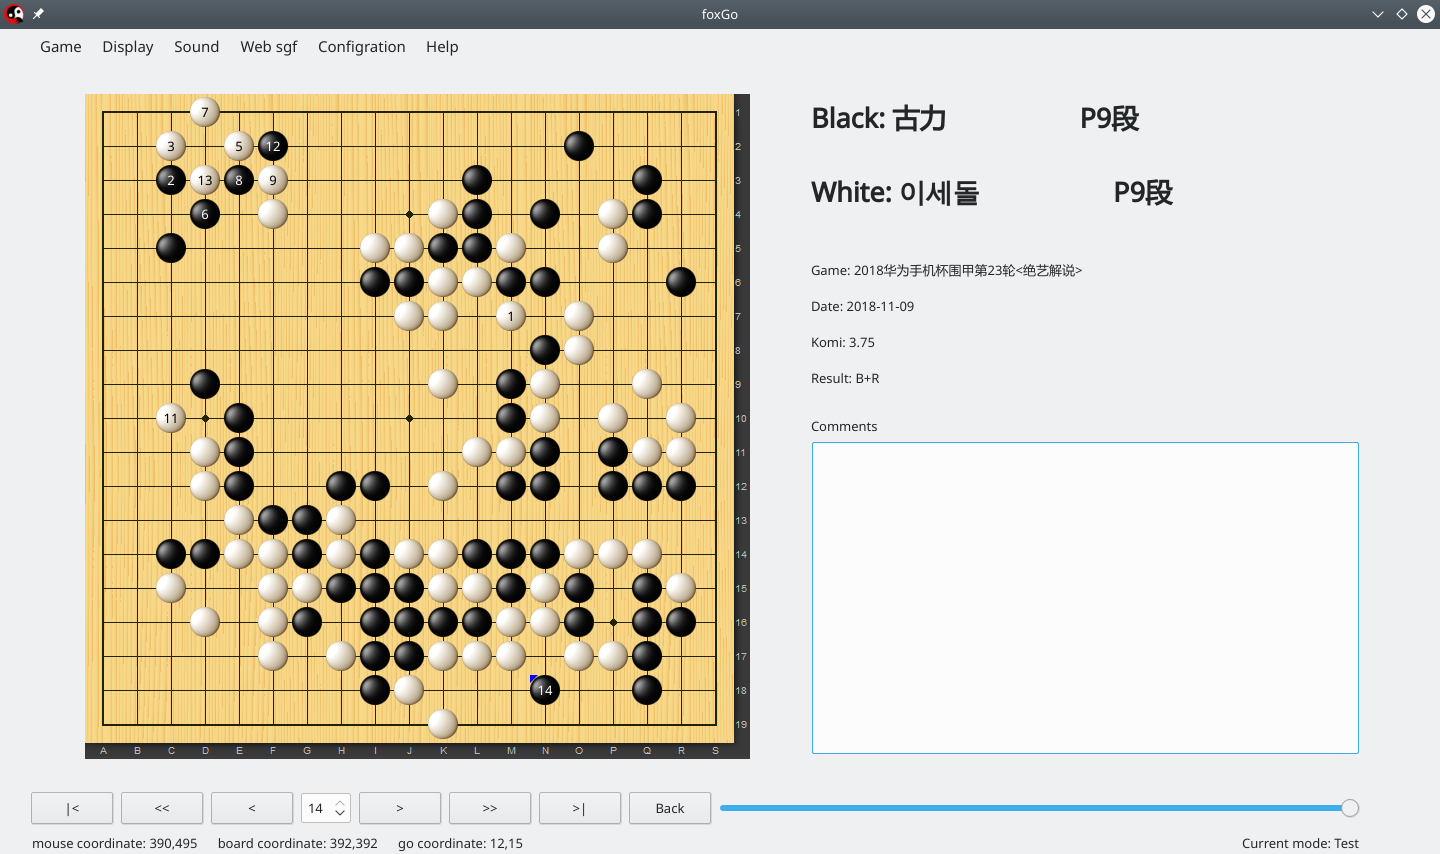 foxGo
Game Display Sound Web sgf Configration Help
7 1
3 5 12 2
2 13 8 9 3
6 4
5
6
1 7
8
9
11 10
11
12
13
14
15
16
17
14 18
19
A B C D E F G H I J K L M N O P Q R S
Black: 古力 P9段
White: 이세돌 P9段
Game: 2018华为手机杯围甲第23轮<绝艺解说>
Date: 2018-11-09
Komi: 3.75
Result: B+R
Comments
|< << < 14 > >> >| Back
mouse coordinate: 390,495 board coordinate: 392,392 go coordinate: 12,15 Current mode: Test